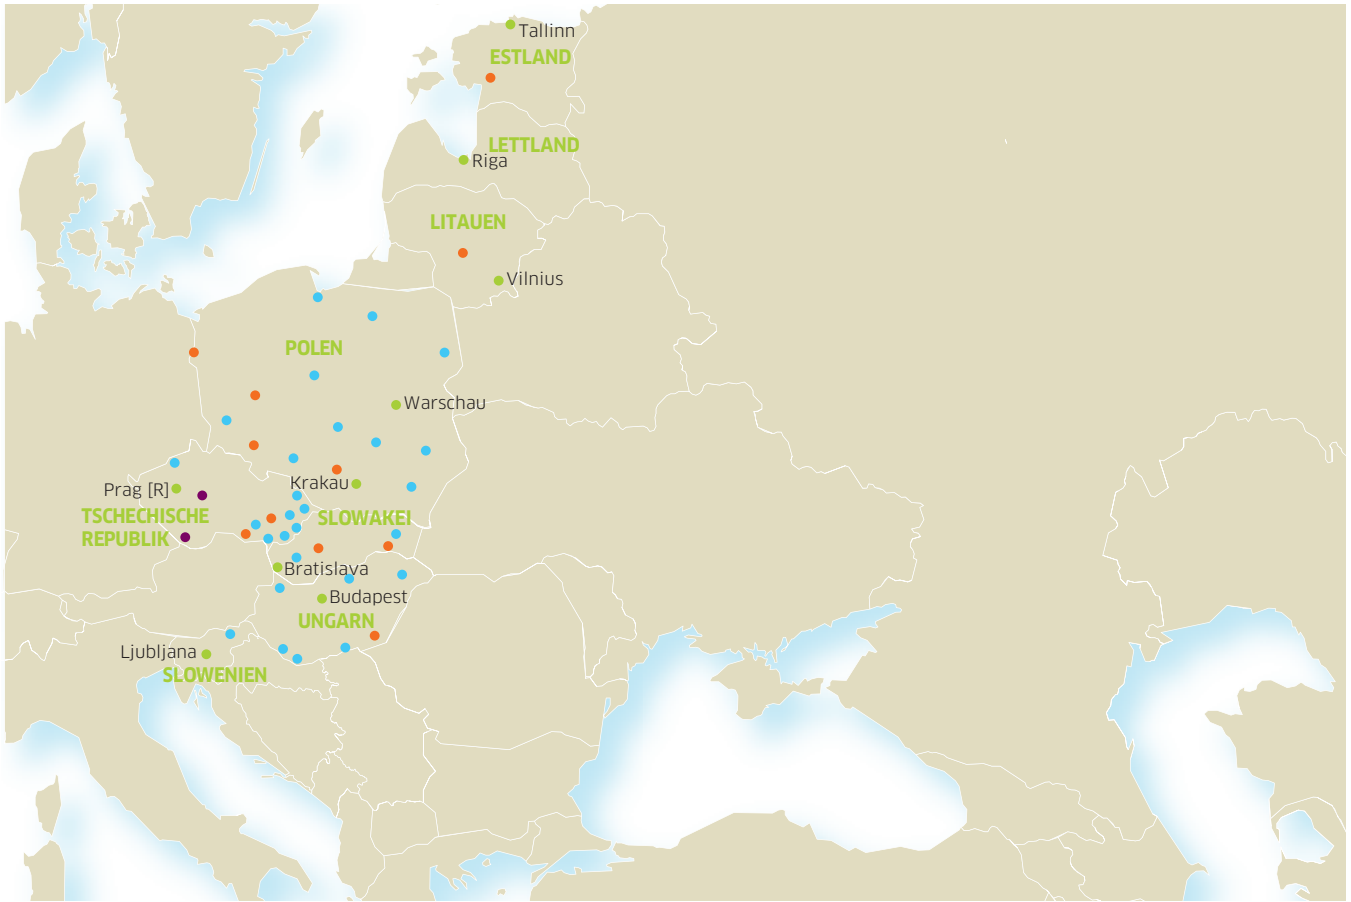 Tallinn
ESTLAND
LETTLAND
Riga
LITAUEN
Vilnius
POLEN
Warschau
Krakau
Prag [R]
TSCHECHISCHE
REPUBLIK
SLOWAKEI
Bratislava
Budapest
UNGARN
Ljubljana
SLOWENIEN